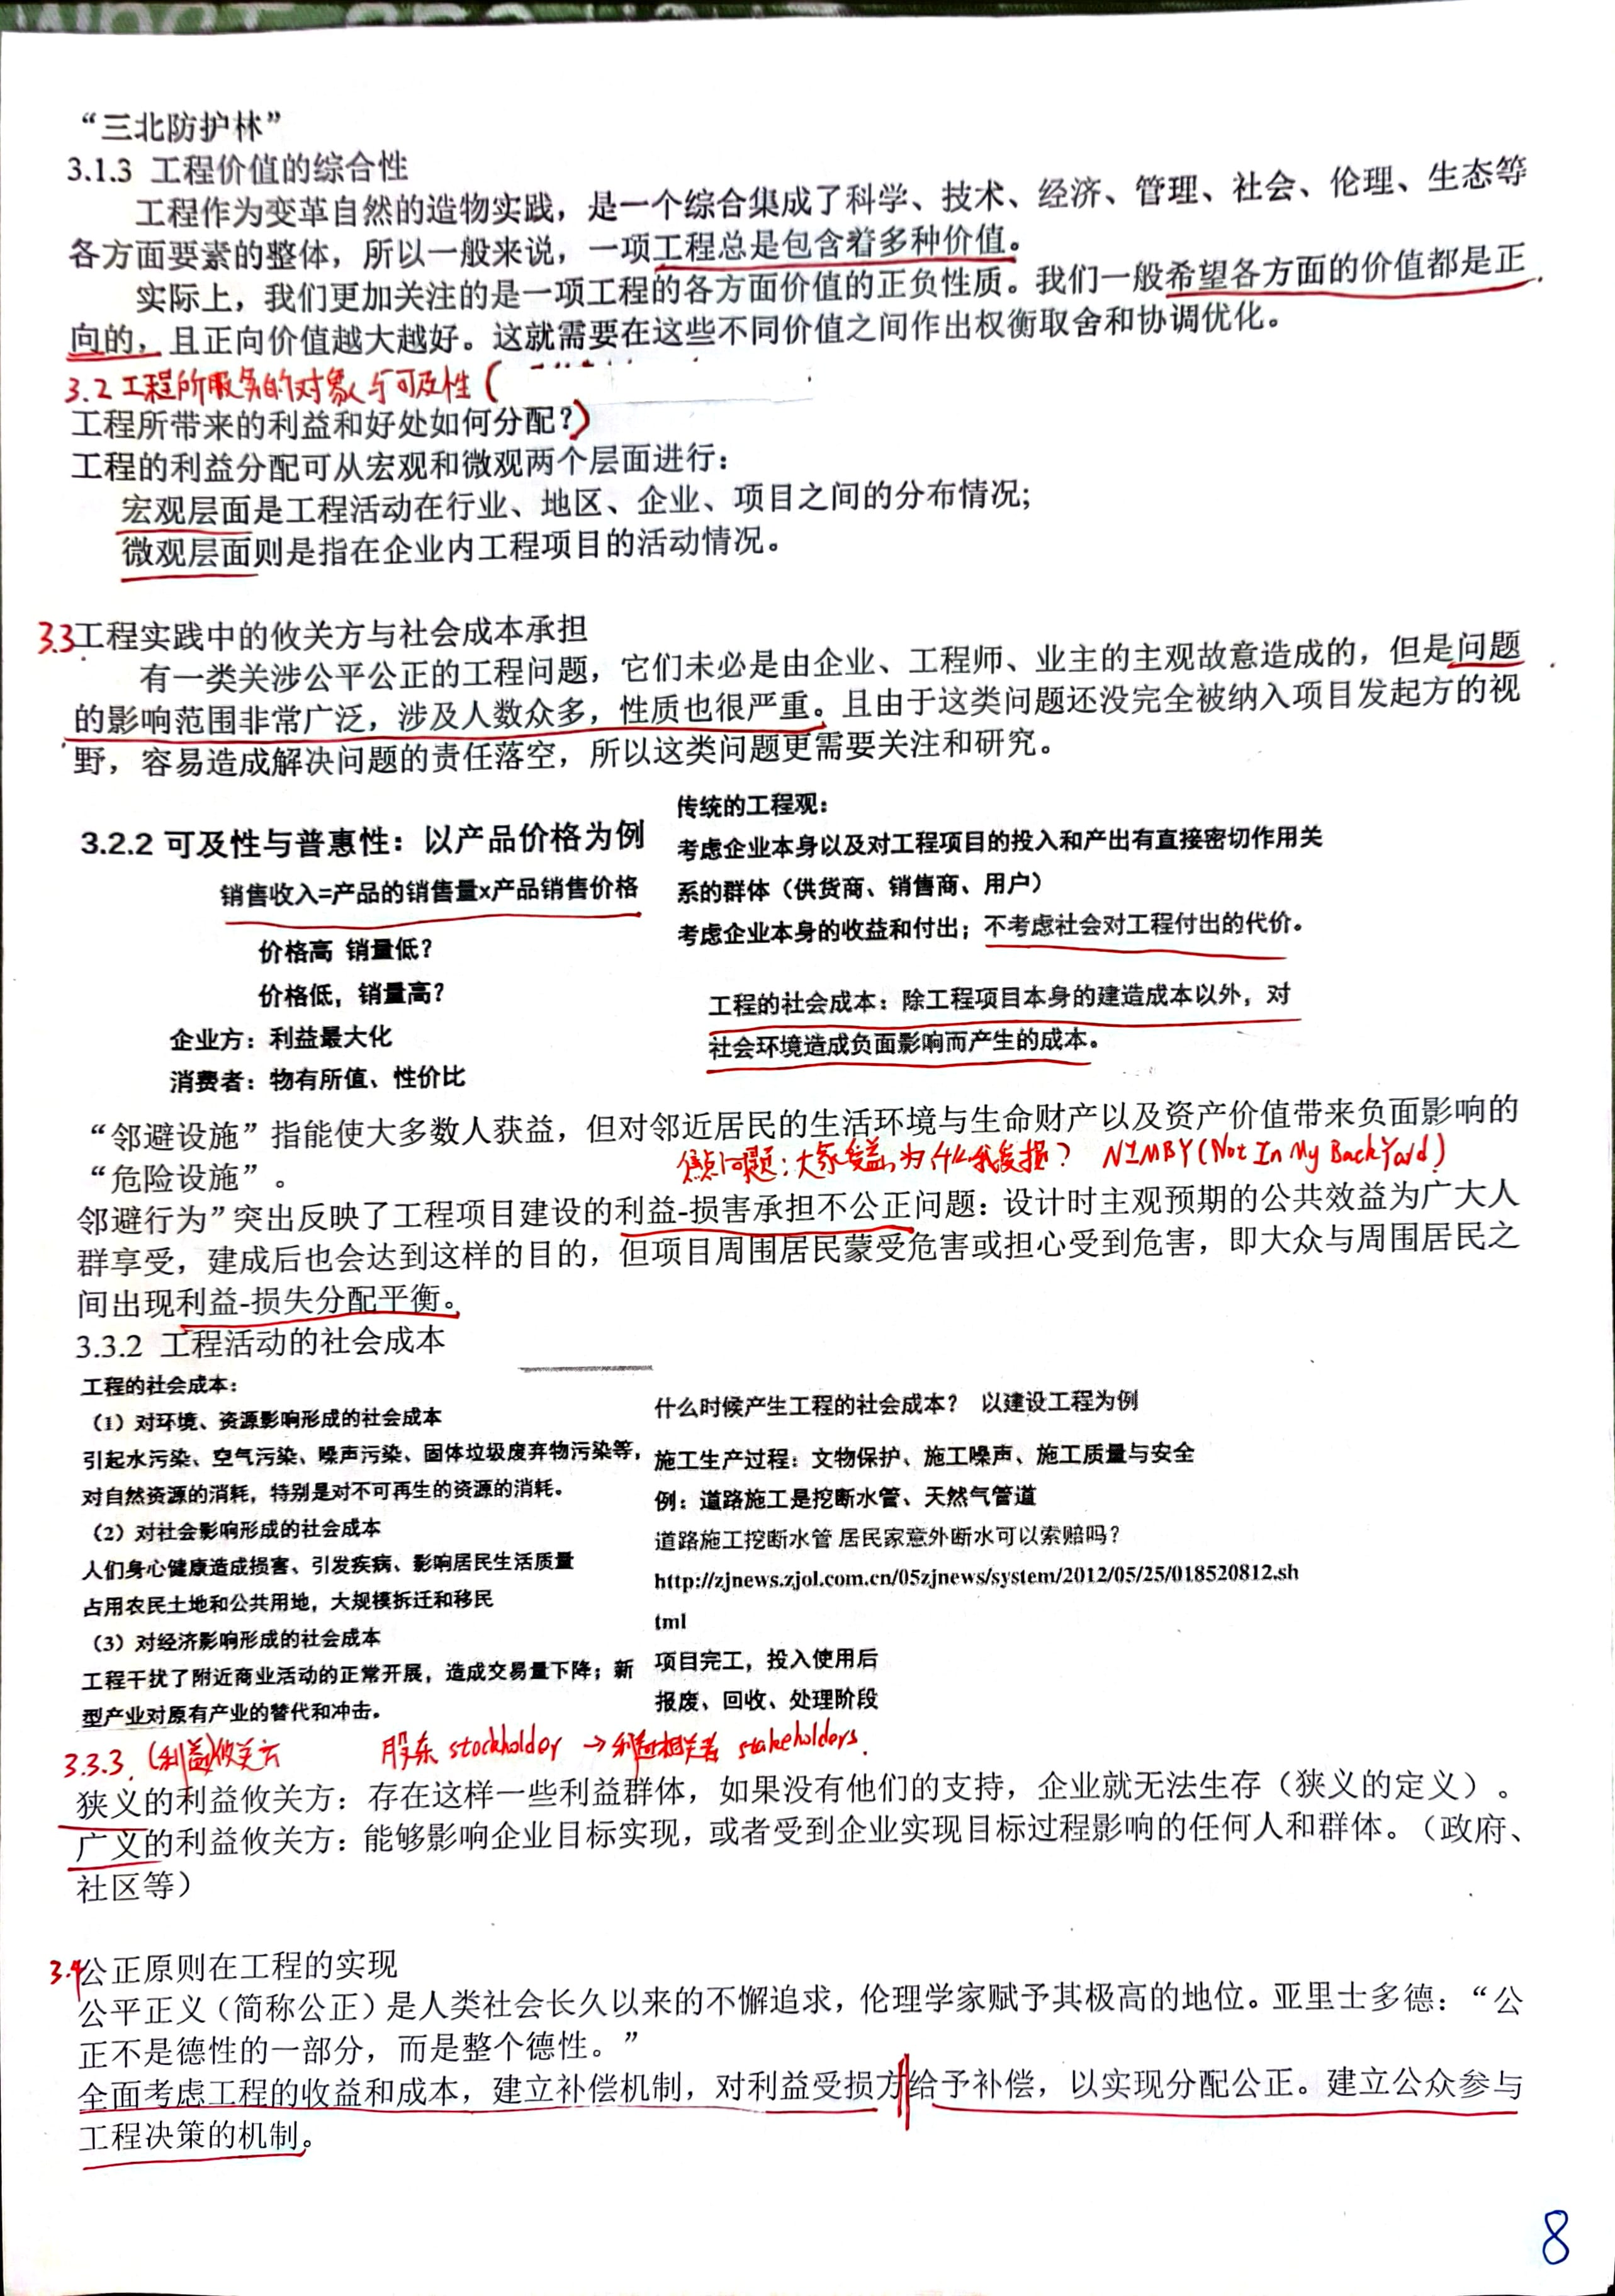 “三北防护林”
3.1.3 工程价值的综合性
工程作为变革自然的造物实践，是一个综合集成了科学、技术、经济、管理、社会、伦理、生态等
各方面要素的整体，所以一般来说，一项工程总是包含着多种价值。
实际上，我们更加关注的是一项工程的各方面价值的正负性质。我们一般希望各方面的价值都是正
向的，且正向价值越大越好。这就需要在这些不同价值之间作出权衡取舍和协调优化。
3.2 工程所服务的对象与可及性（
工程所带来的利益和好处如何分配？）
工程的利益分配可从宏观和微观两个层面进行：
宏观层面是工程活动在行业、地区、企业、项目之间的分布情况；
微观层面则是指在企业内工程项目的活动情况。
3.3工程实践中的攸关方与社会成本承担
有一类关涉公平公正的工程问题，它们未必是由企业、工程师、业主的主观故意造成的，但是问题
的影响范围非常广泛，涉及人数众多，性质也很严重。且由于这类问题还没完全被纳入项目发起方的视
野，容易造成解决问题的责任落空，所以这类问题更需要关注和研究。
3.2.2 可及性与普惠性：以产品价格为例
销售收入=产品的销售量x产品销售价格
价格高 销量低？
价格低，销量高？
企业方：利益最大化
消费者：物有所值、性价比
传统的工程观：
考虑企业本身以及对工程项目的投入和产出有直接密切作用关
系的群体（供货商、销售商、用户）
考虑企业本身的收益和付出；不考虑社会对工程付出的代价。
工程的社会成本：除工程项目本身的建造成本以外，对
社会环境造成负面影响而产生的成本。
“邻避设施”指能使大多数人获益，但对邻近居民的生活环境与生命财产以及资产价值带来负面影响的
“危险设施”。
焦点问题：大家受益，为什么我受损？ NIMBY(Not In My Back Yard)
邻避行为”突出反映了工程项目建设的利益-损害承担不公正问题：设计时主观预期的公共效益为广大人
群享受，建成后也会达到这样的目的，但项目周围居民蒙受危害或担心受到危害，即大众与周围居民之
间出现利益-损失分配平衡。
3.3.2 工程活动的社会成本
工程的社会成本：
（1）对环境、资源影响形成的社会成本
引起水污染、空气污染、噪声污染、固体垃圾废弃物污染等，
对自然资源的消耗，特别是对不可再生的资源的消耗。
（2）对社会影响形成的社会成本
人们身心健康造成损害、引发疾病、影响居民生活质量
占用农民土地和公共用地，大规模拆迁和移民
（3）对经济影响形成的社会成本
工程干扰了附近商业活动的正常开展，造成交易量下降；新
型产业对原有产业的替代和冲击。
什么时候产生工程的社会成本？ 以建设工程为例
施工生产过程：文物保护、施工噪声、施工质量与安全
例：道路施工是挖断水管、天然气管道
道路施工挖断水管 居民家意外断水可以索赔吗？
http://zjnews.zjol.com.cn/05zjnews/system/2012/05/25/018520812.sh
tml
项目完工，投入使用后
报废、回收、处理阶段
3.3.3.（利益）攸关方 股东 stockholder → 利益相关者 stakeholders.
狭义的利益攸关方：存在这样一些利益群体，如果没有他们的支持，企业就无法生存（狭义的定义）。
广义的利益攸关方：能够影响企业目标实现，或者受到企业实现目标过程影响的任何人和群体。（政府、
社区等）
3.4公正原则在工程的实现
公平正义（简称公正）是人类社会长久以来的不懈追求，伦理学家赋予其极高的地位。亚里士多德：“公
正不是德性的一部分，而是整个德性。”
全面考虑工程的收益和成本，建立补偿机制，对利益受损方给予补偿，以实现分配公正。建立公众参与
工程决策的机制。
8